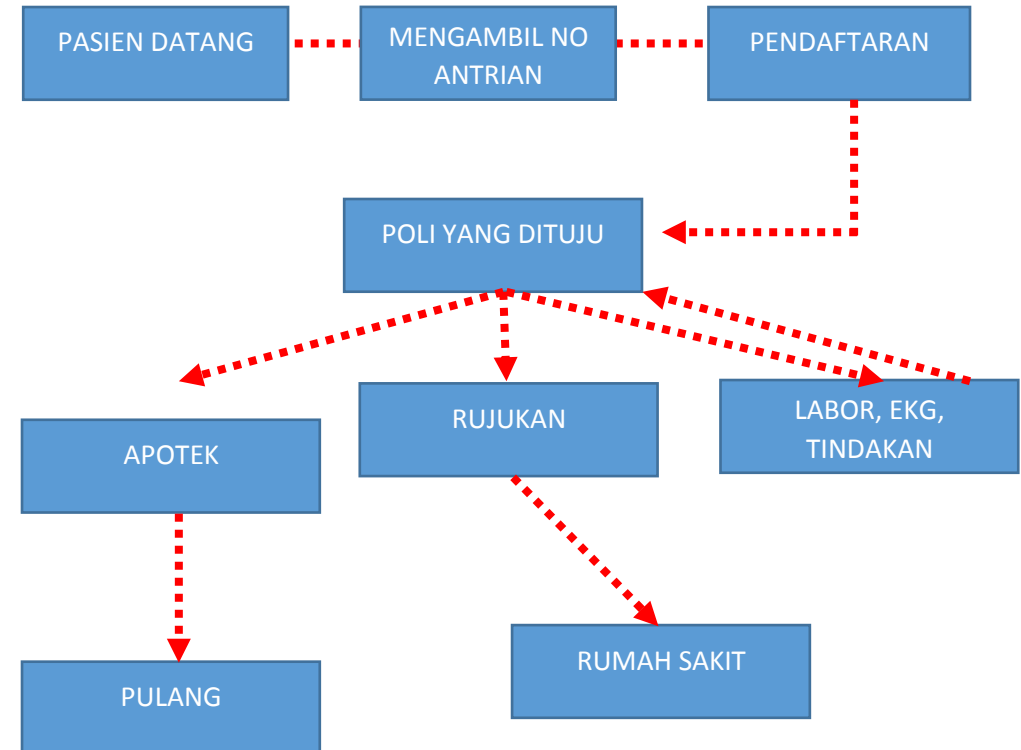 PASIEN DATANG
MENGAMBIL NO
ANTRIAN
PENDAFTARAN
POLI YANG DITUJU
APOTEK
RUJUKAN
LABOR, EKG,
TINDAKAN
PULANG
RUMAH SAKIT